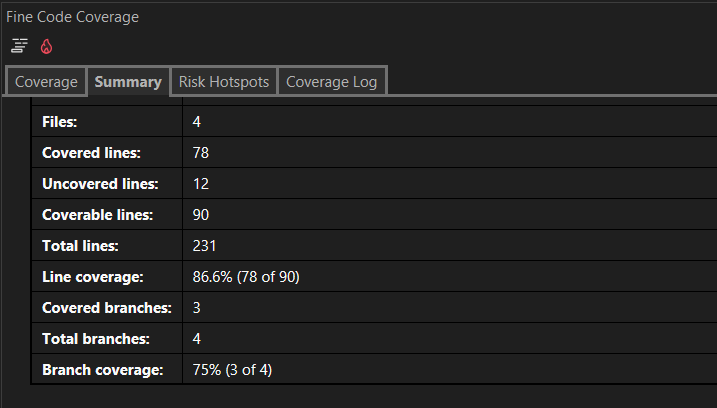 Fine Code Coverage
Coverage Summary Risk Hotspots Coverage Log
Files: 4
Covered lines: 78
Uncovered lines: 12
Coverable lines: 90
Total lines: 231
Line coverage: 86.6% (78 of 90)
Covered branches: 3
Total branches: 4
Branch coverage: 75% (3 of 4)